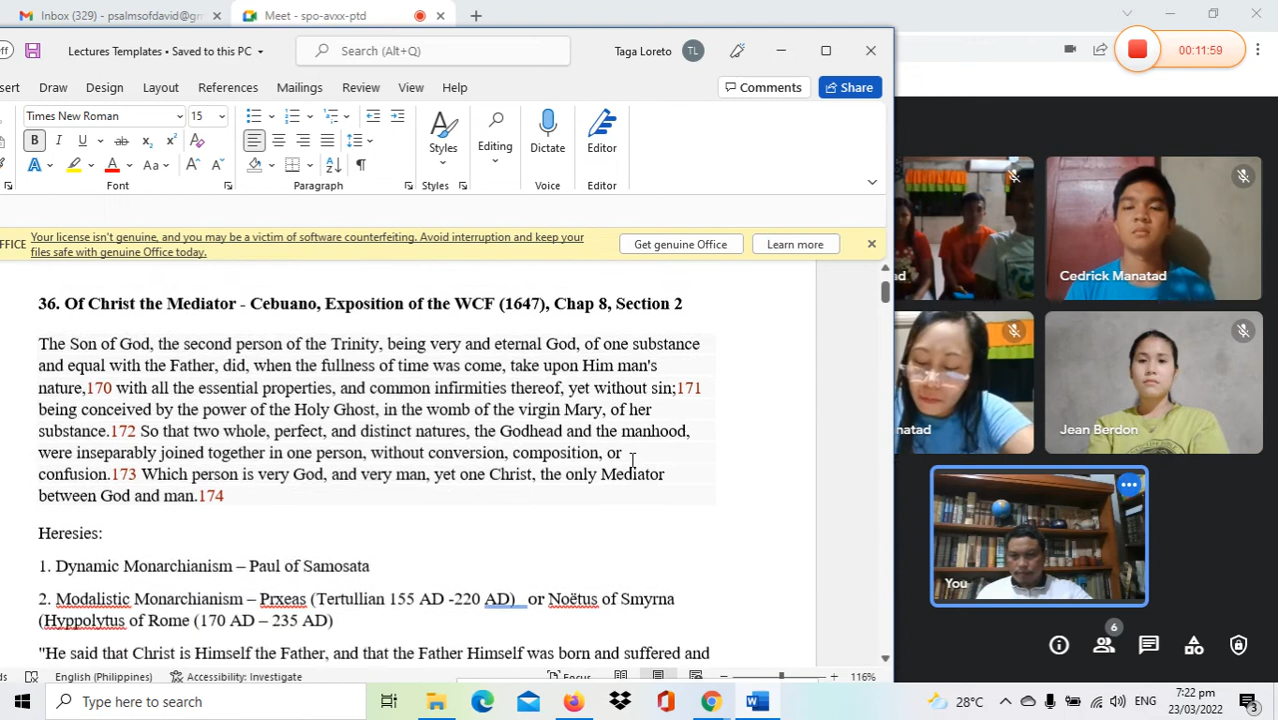 Inbox (329) - psalmsofdavid@gm
Meet - spo-avxx-ptd
Lectures Templates • Saved to this PC
Search (Alt+Q)
Taga Loreto
TL
00:11:59
Draw
Design
Layout
References
Mailings
Review
View
Help
Comments
Share
Times New Roman
15
Styles
Editing
Dictate
Editor
Font
Paragraph
Styles
Voice
Editor
Your license isn't genuine, and you may be a victim of software counterfeiting. Avoid interruption and keep your
files safe with genuine Office today.
Get genuine Office
Learn more
36. Of Christ the Mediator - Cebuano, Exposition of the WCF (1647), Chap 8, Section 2
The Son of God, the second person of the Trinity, being very and eternal God, of one substance
and equal with the Father, did, when the fullness of time was come, take upon Him man's
nature,170 with all the essential properties, and common infirmities thereof, yet without sin;171
being conceived by the power of the Holy Ghost, in the womb of the virgin Mary, of her
substance.172 So that two whole, perfect, and distinct natures, the Godhead and the manhood,
were inseparably joined together in one person, without conversion, composition, or
confusion.173 Which person is very God, and very man, yet one Christ, the only Mediator
between God and man.174
Heresies:
1. Dynamic Monarchianism – Paul of Samosata
2. Modalistic Monarchianism – Prxeas (Tertullian 155 AD -220 AD) or Noëtus of Smyrna
(Hyppolytus of Rome (170 AD – 235 AD)
"He said that Christ is Himself the Father, and that the Father Himself was born and suffered and
English (Philippines)
Accessibility: Investigate
Focus
116%
Cedrick Manatad
natad
Jean Berdon
You
6
Type here to search
28°C
ENG
7:22 pm
23/03/2022
3